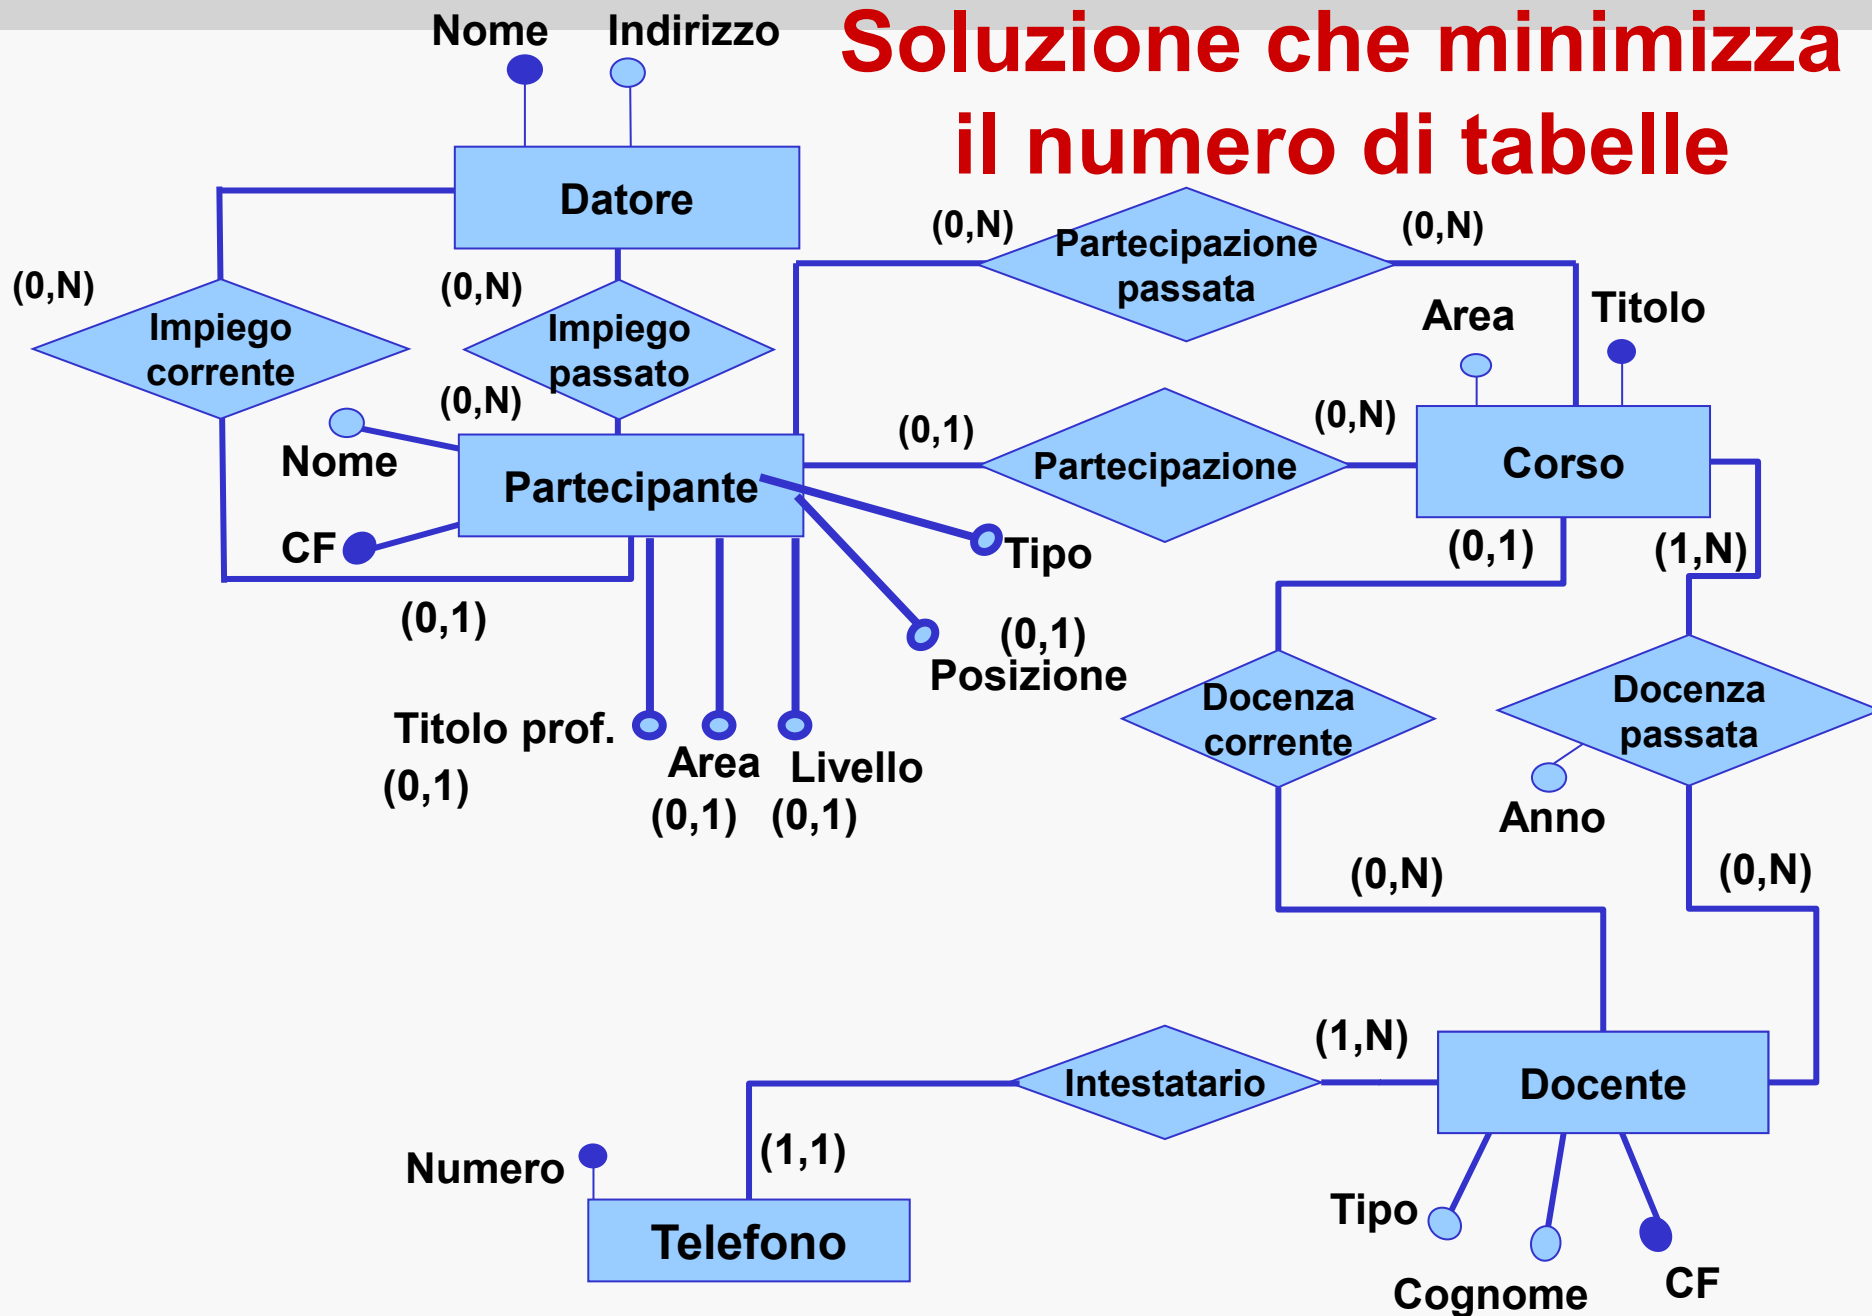 Nome
Indirizzo
Soluzione che minimizza
il numero di tabelle
Datore
(0,N)
(0,N)
(0,N)
(0,N)
Partecipazione
passata
Impiego
corrente
Impiego
passato
Area
Titolo
(0,N)
Nome
Partecipante
(0,1)
(0,N)
Partecipazione
Corso
CF
Tipo
(0,1)
(1,N)
(0,1)
(0,1)
Posizione
Titolo prof.
(0,1)
Area
(0,1)
Livello
(0,1)
Docenza
corrente
Docenza
passata
Anno
(0,N)
(0,N)
Intestatario
(1,N)
Docente
(1,1)
Numero
Telefono
Tipo
Cognome
CF